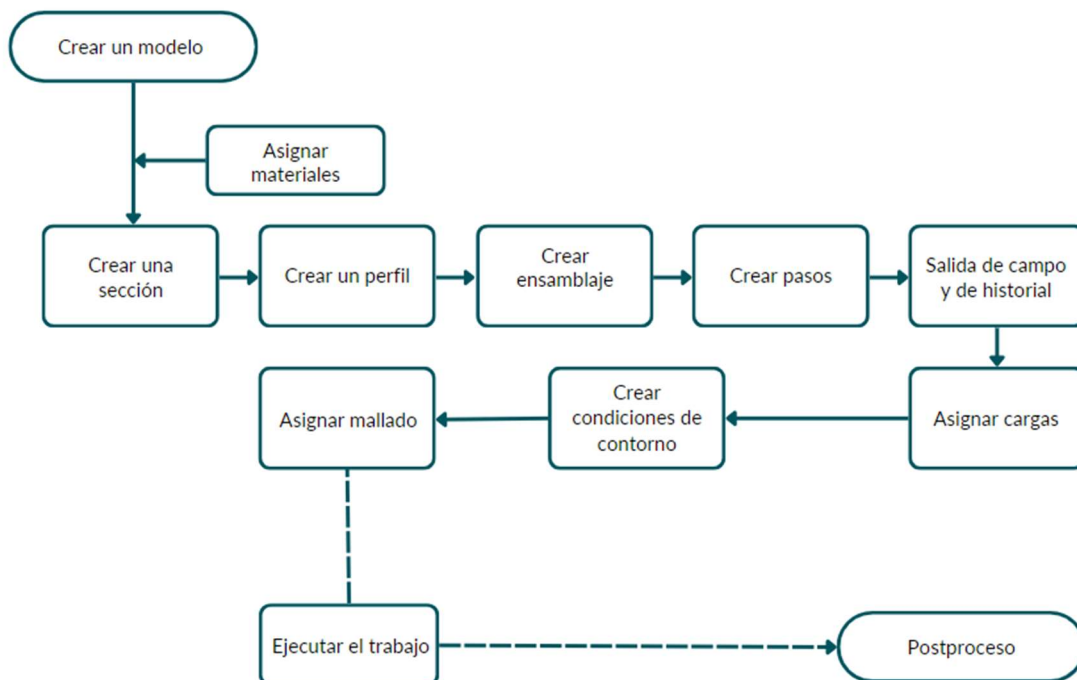 Crear un modelo
Asignar
materiales
Crear una
sección
Crear un perfil
Crear
ensamblaje
Crear pasos
Salida de campo
y de historial
Asignar cargas
Crear
condiciones de
contorno
Asignar mallado
Ejecutar el trabajo
Postproceso